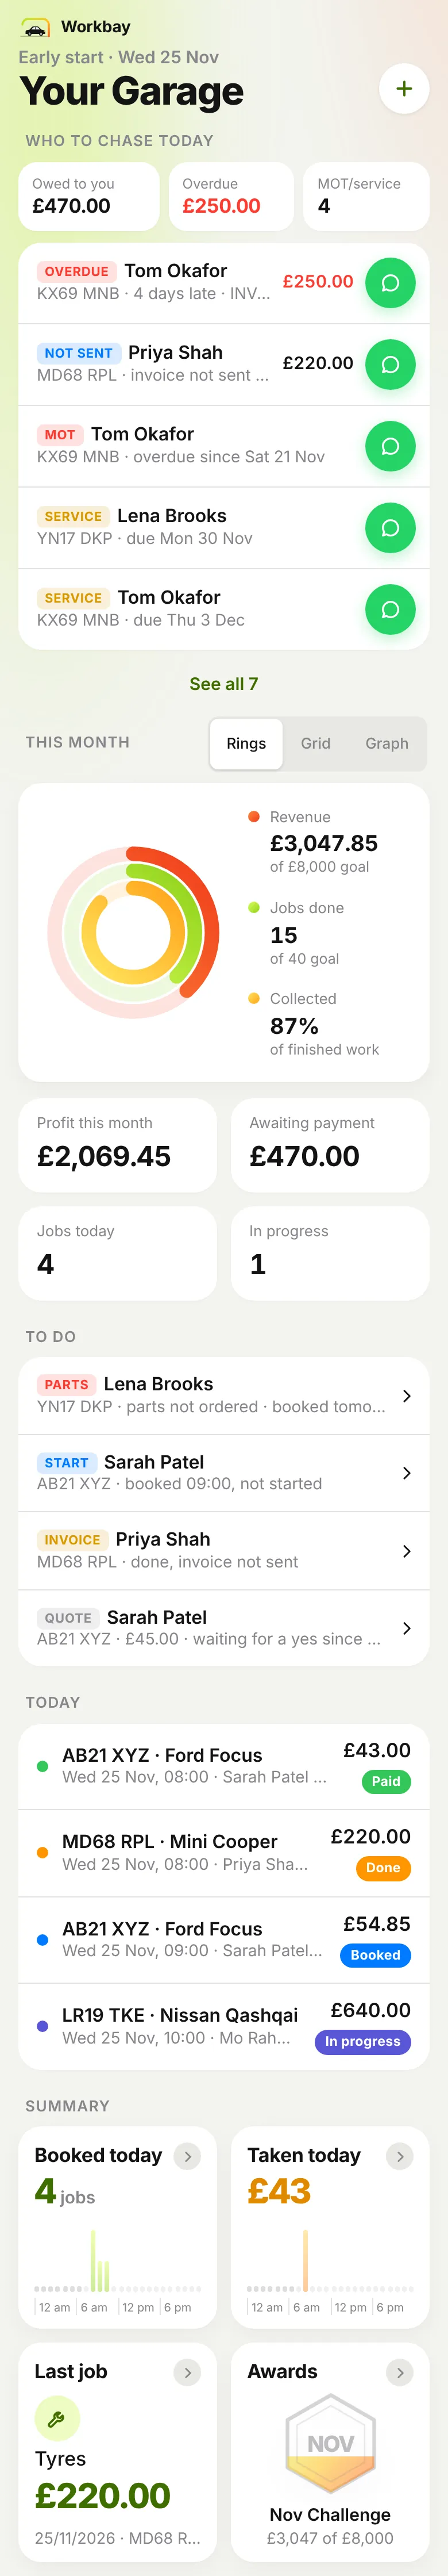 Workbay
Early start · Wed 25 Nov
Your Garage
WHO TO CHASE TODAY
Owed to you
£470.00
Overdue
£250.00
MOT/service
4
OVERDUE Tom Okafor
KX69 MNB · 4 days late · INV...
£250.00
NOT SENT Priya Shah
MD68 RPL · invoice not sent ...
£220.00
MOT Tom Okafor
KX69 MNB · overdue since Sat 21 Nov
SERVICE Lena Brooks
YN17 DKP · due Mon 30 Nov
SERVICE Tom Okafor
KX69 MNB · due Thu 3 Dec
See all 7
THIS MONTH
Rings
Grid
Graph
Revenue
£3,047.85
of £8,000 goal
Jobs done
15
of 40 goal
Collected
87%
of finished work
Profit this month
£2,069.45
Awaiting payment
£470.00
Jobs today
4
In progress
1
TO DO
PARTS Lena Brooks
YN17 DKP · parts not ordered · booked tomo...
START Sarah Patel
AB21 XYZ · booked 09:00, not started
INVOICE Priya Shah
MD68 RPL · done, invoice not sent
QUOTE Sarah Patel
AB21 XYZ · £45.00 · waiting for a yes since ...
TODAY
AB21 XYZ · Ford Focus
Wed 25 Nov, 08:00 · Sarah Patel ...
£43.00
Paid
MD68 RPL · Mini Cooper
Wed 25 Nov, 08:00 · Priya Sha...
£220.00
Done
AB21 XYZ · Ford Focus
Wed 25 Nov, 09:00 · Sarah Patel...
£54.85
Booked
LR19 TKE · Nissan Qashqai
Wed 25 Nov, 10:00 · Mo Rah...
£640.00
In progress
SUMMARY
Booked today
4 jobs
12 am 6 am 12 pm 6 pm
Taken today
£43
12 am 6 am 12 pm 6 pm
Last job
Tyres
£220.00
25/11/2026 · MD68 R...
Awards
NOV
Nov Challenge
£3,047 of £8,000